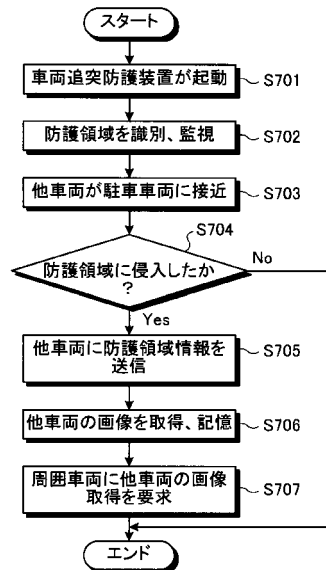 スタート
車両追突防護装置が起動
S701
防護領域を識別、監視
S702
他車両が駐車車両に接近
S703
S704
防護領域に侵入したか
?
No
Yes
他車両に防護領域情報を
送信
S705
他車両の画像を取得、記憶
S706
周囲車両に他車両の画像
取得を要求
S707
エンド